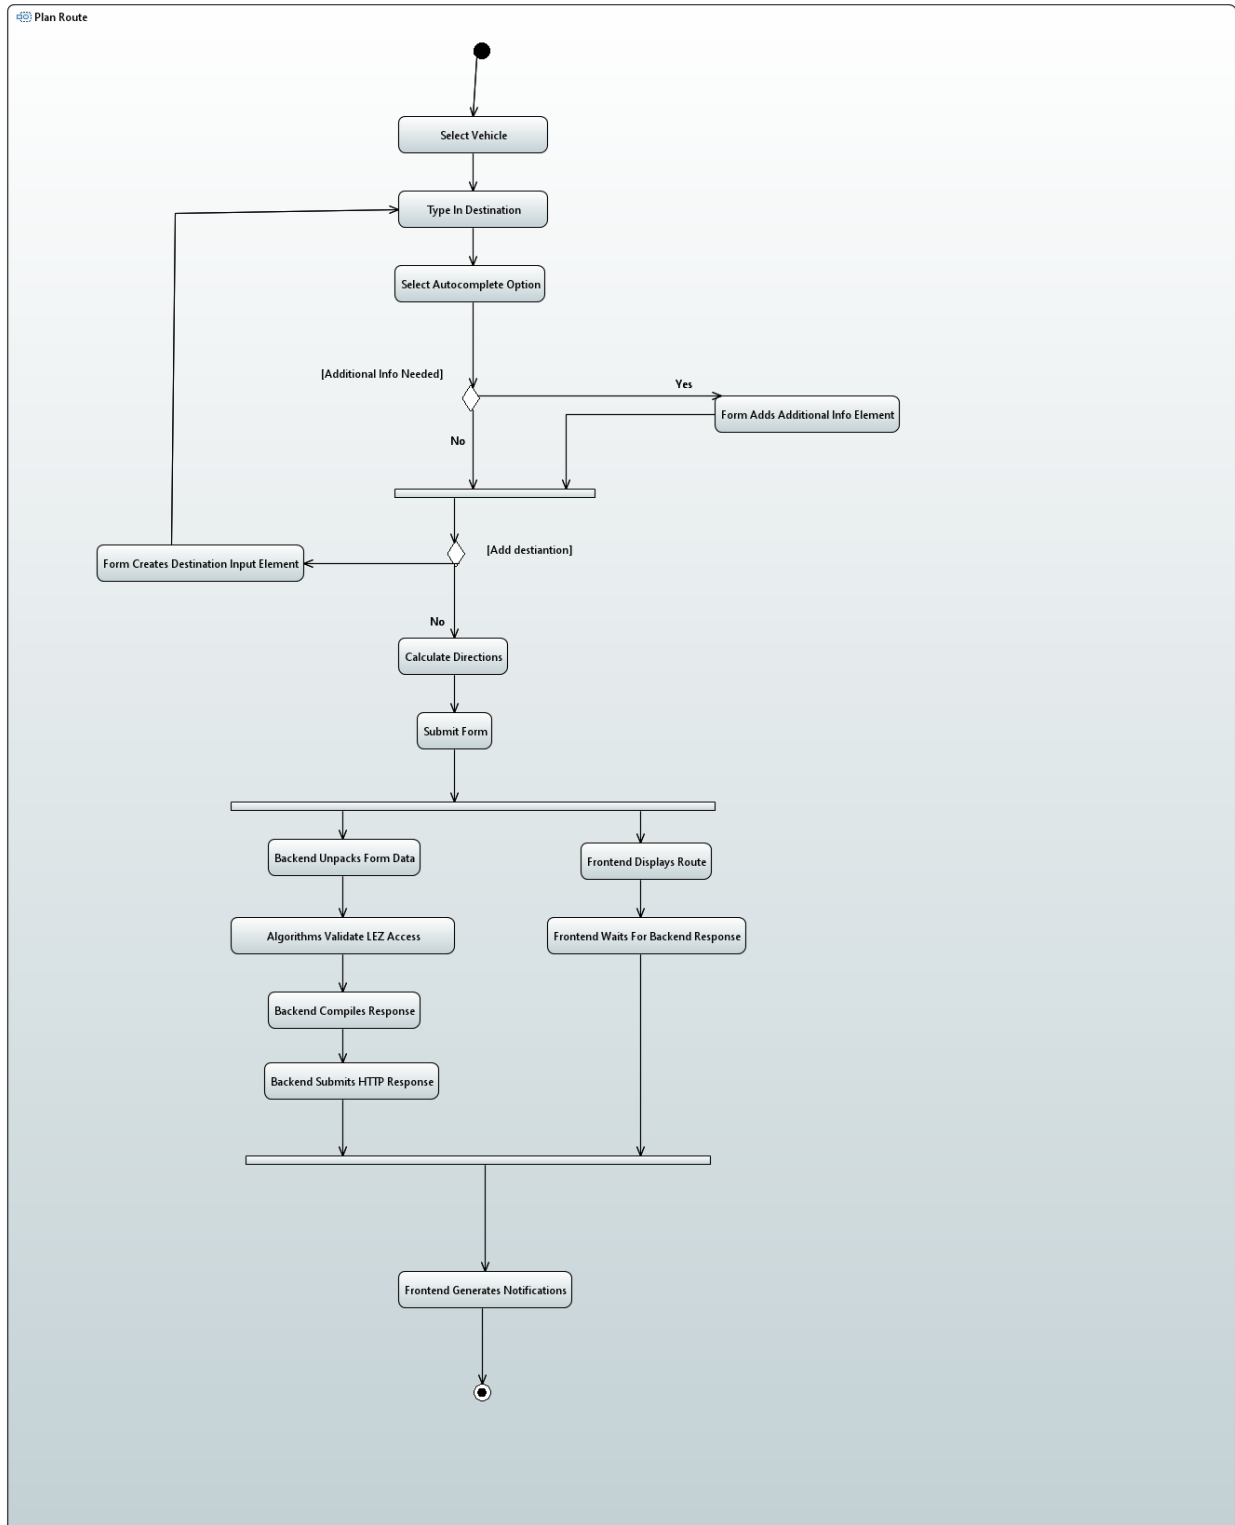 Plan Route
Select Vehicle
Type In Destination
Select Autocomplete Option
[Additional Info Needed]
Yes
Form Adds Additional Info Element
No
[Add destiantion]
Form Creates Destination Input Element
No
Calculate Directions
Submit Form
Backend Unpacks Form Data
Frontend Displays Route
Algorithms Validate LEZ Access
Frontend Waits For Backend Response
Backend Compiles Response
Backend Submits HTTP Response
Frontend Generates Notifications